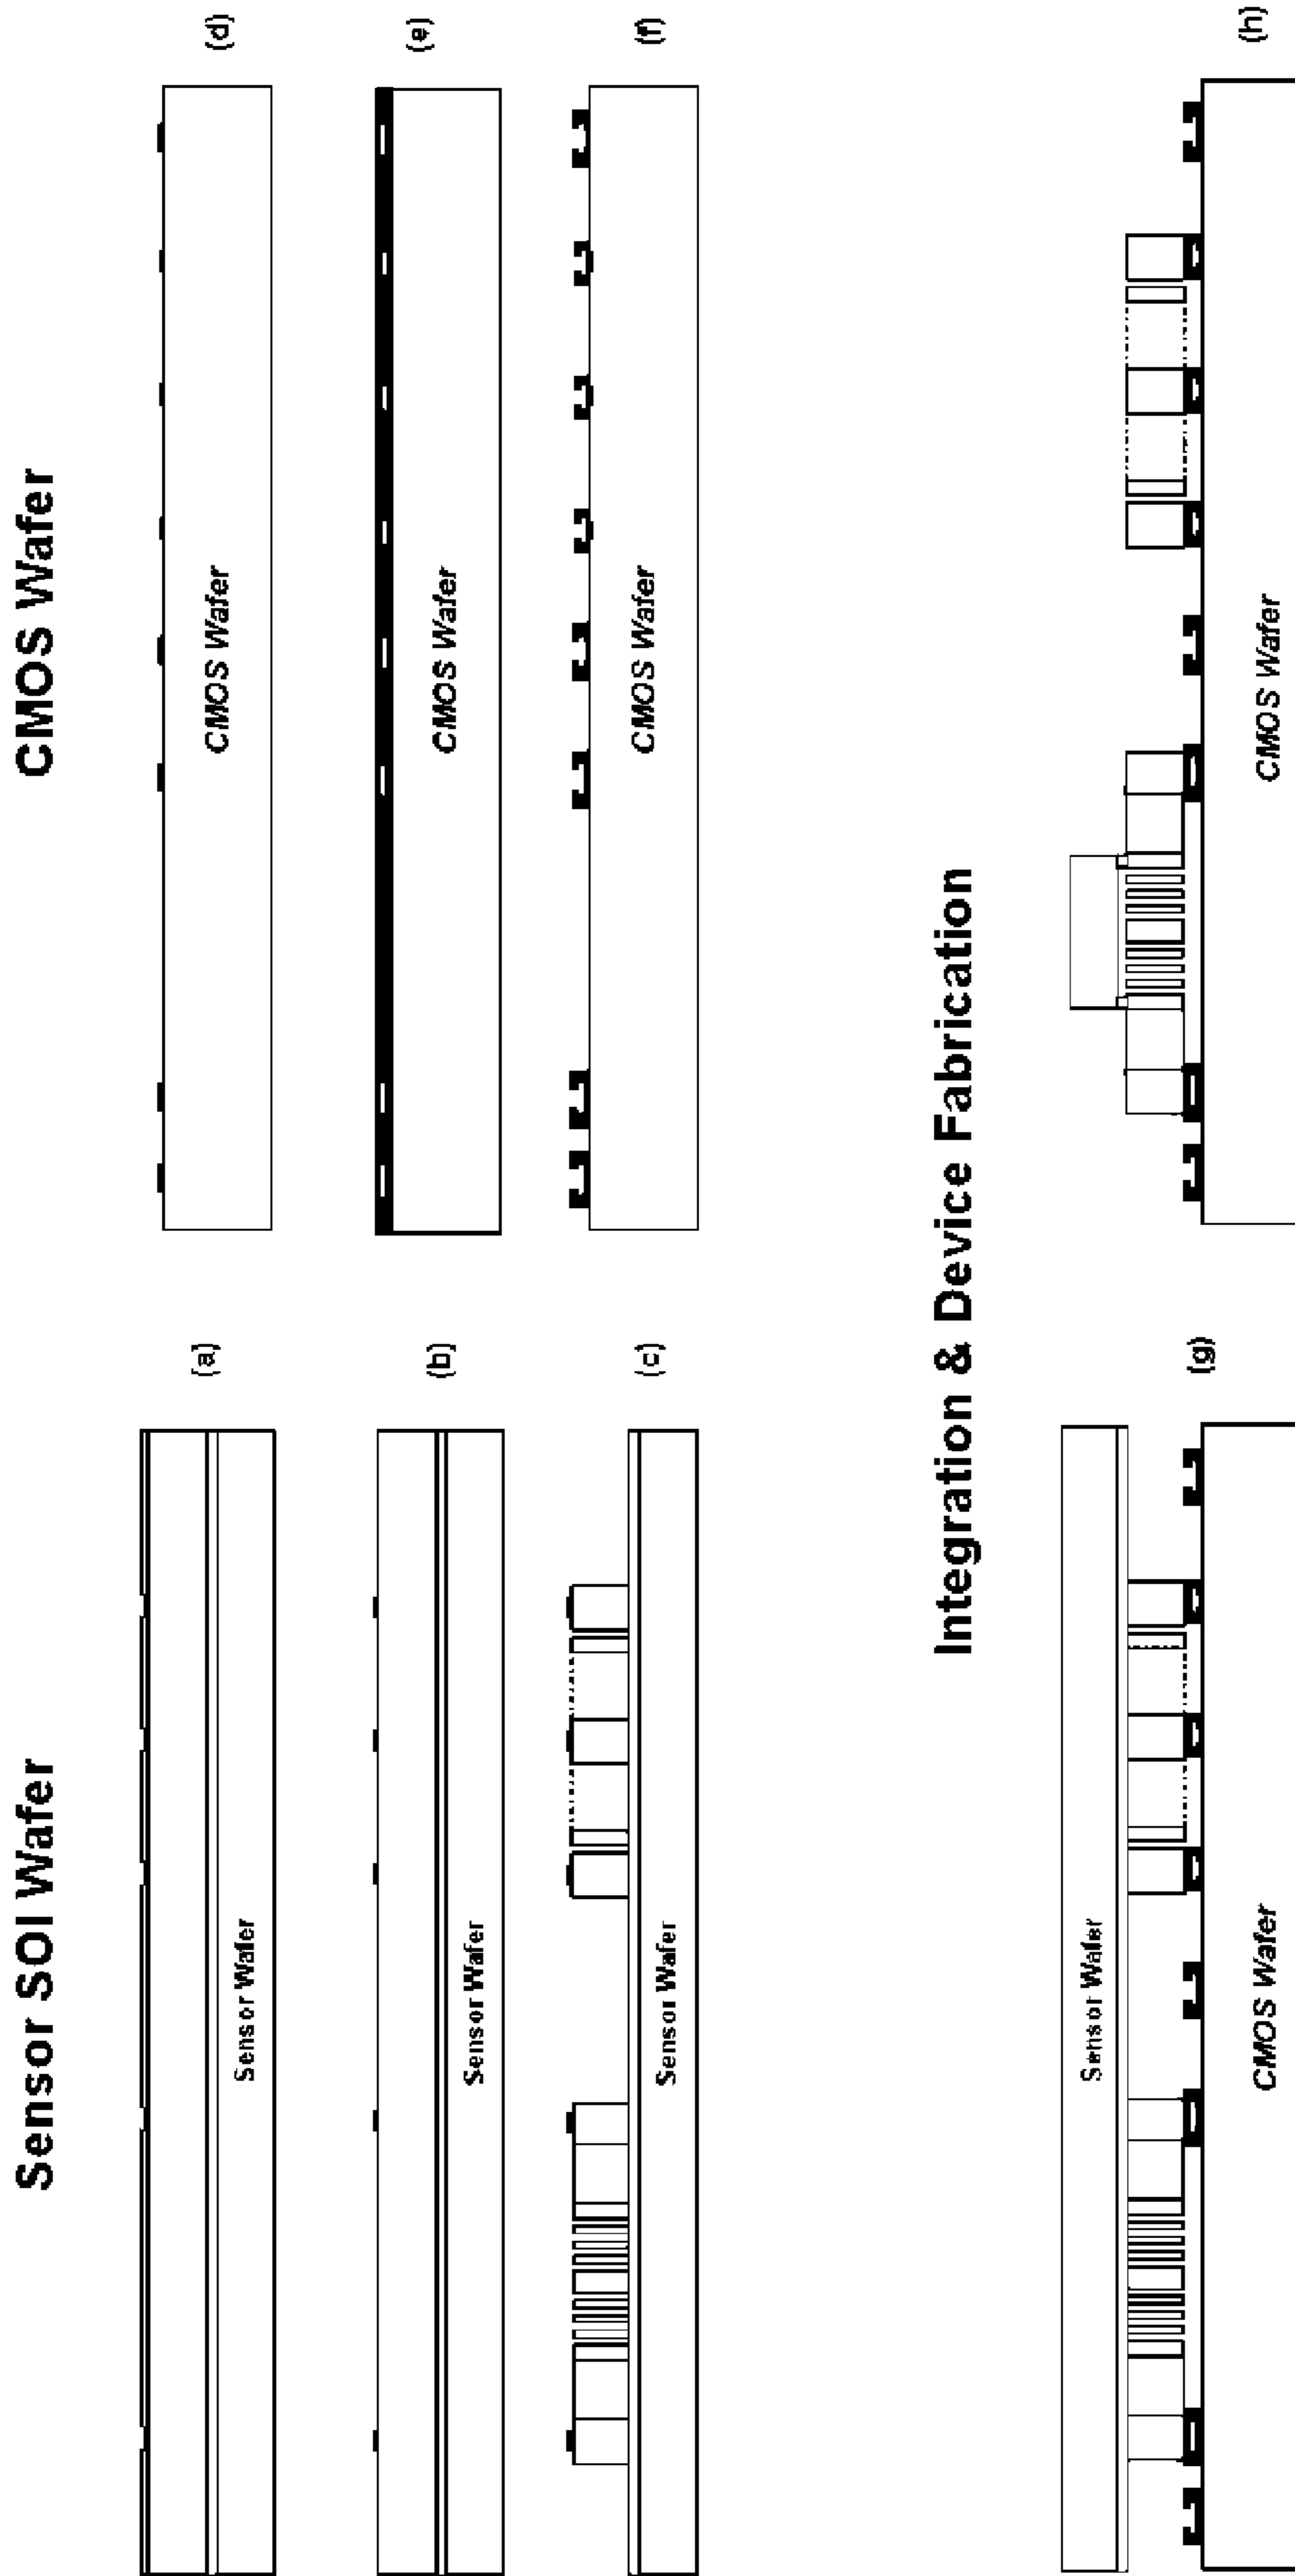 Sensor SOI Wafer
CMOS Wafer
Sensor Wafer
(a)
CMOS Wafer
(d)
Sensor Wafer
(b)
CMOS Wafer
(e)
Sensor Wafer
(c)
CMOS Wafer
(f)
Integration & Device Fabrication
Sensor Wafer
CMOS Wafer
(g)
CMOS Wafer
(h)